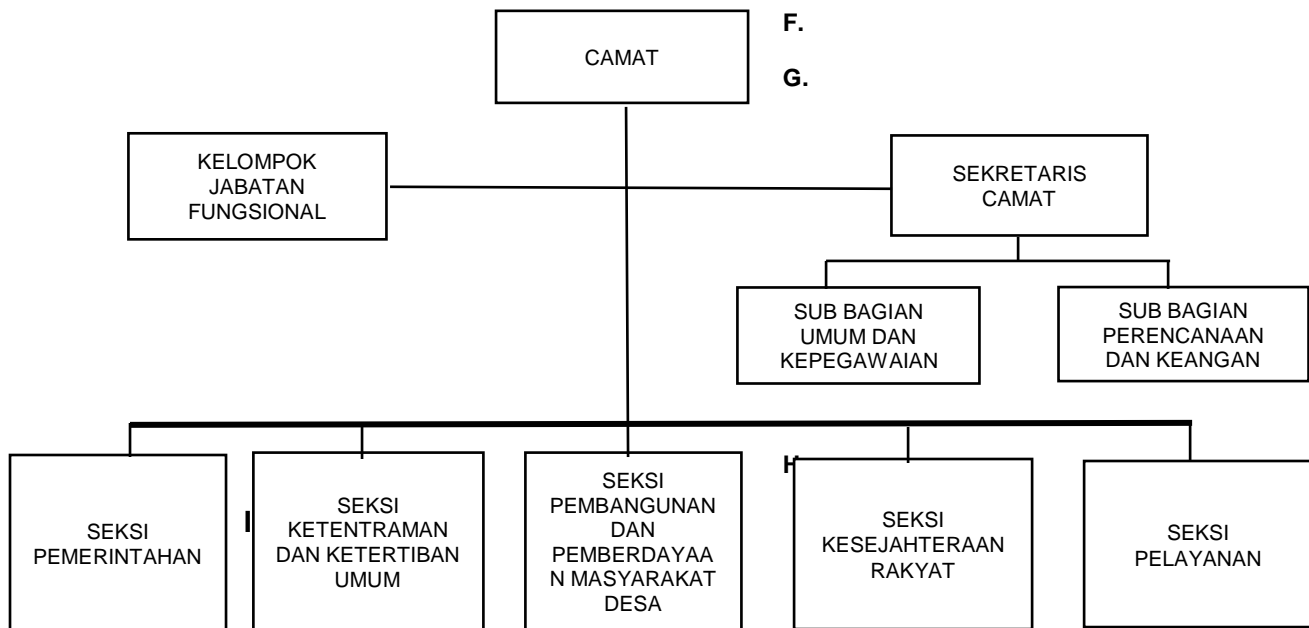 F.
CAMAT
G.
KELOMPOK
JABATAN
FUNGSIONAL
SEKRETARIS
CAMAT
SUB BAGIAN
UMUM DAN
KEPEGAWAIAN
SUB BAGIAN
PERENCANAAN
DAN KEANGAN
SEKSI
PEMERINTAHAN
I
SEKSI
KETENTRAMAN
DAN KETERTIBAN
UMUM
SEKSI
PEMBANGUNAN
DAN
PEMBERDAYAA
N MASYARAKAT
DESA
H
SEKSI
KESEJAHTERAAN
RAKYAT
SEKSI
PELAYANAN